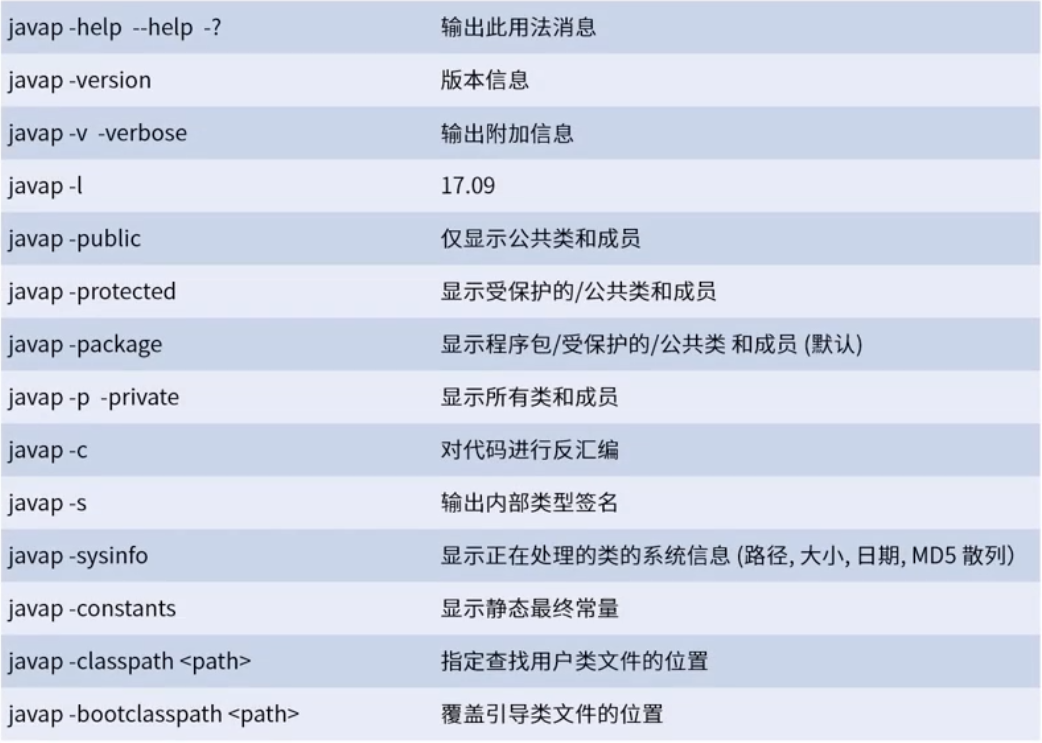 javap -help --help -? 输出此用法消息
javap -version 版本信息
javap -v -verbose 输出附加信息
javap -l 17.09
javap -public 仅显示公共类和成员
javap -protected 显示受保护的/公共类和成员
javap -package 显示程序包/受保护的/公共类 和成员 (默认)
javap -p -private 显示所有类和成员
javap -c 对代码进行反汇编
javap -s 输出内部类型签名
javap -sysinfo 显示正在处理的类的系统信息 (路径, 大小, 日期, MD5 散列)
javap -constants 显示静态最终常量
javap -classpath <path> 指定查找用户类文件的位置
javap -bootclasspath <path> 覆盖引导类文件的位置